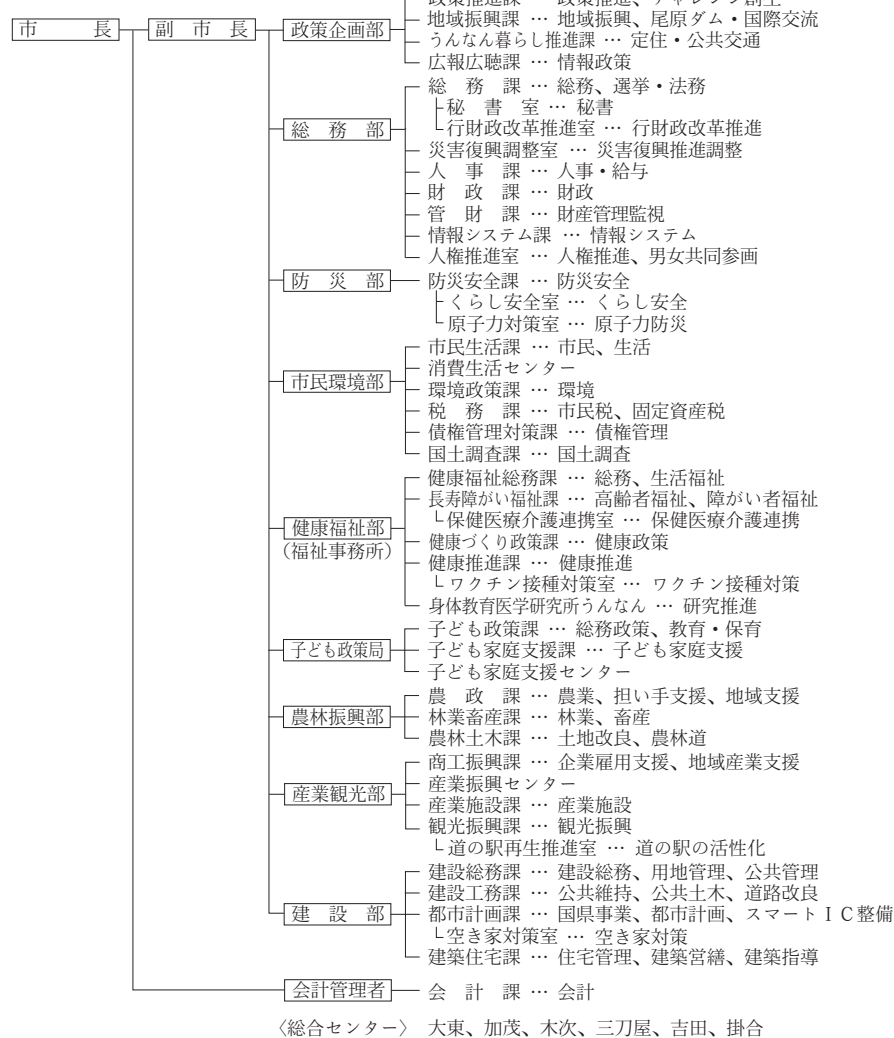 政策推進課 … 政策推進、チャレンジ創生
市長 副市長 政策企画部 地域振興課 … 地域振興、尾原ダム・国際交流
うんなん暮らし推進課 … 定住・公共交通
広報広聴課 … 情報政策
総務課 … 総務、選挙・法務
秘書室 … 秘書
総務部 行財政改革推進室 … 行財政改革推進
災害復興調整室 … 災害復興推進調整
人事課 … 人事・給与
財政課 … 財政
管財課 … 財産管理監視
情報システム課 … 情報システム
人権推進室 … 人権推進、男女共同参画
防災部 防災安全課 … 防災安全
くらし安全室 … くらし安全
原子力対策室 … 原子力防災
市民生活課 … 市民、生活
消費生活センター
市民環境部 環境政策課 … 環境
税務課 … 市民税、固定資産税
債権管理対策課 … 債権管理
国土調査課 … 国土調査
健康福祉総務課 … 総務、生活福祉
長寿障がい福祉課 … 高齢者福祉、障がい者福祉
健康福祉部 保健医療介護連携室 … 保健医療介護連携
(福祉事務所) 健康づくり政策課 … 健康政策
健康推進課 … 健康推進
ワクチン接種対策室 … ワクチン接種対策
身体教育医学研究所うんなん … 研究推進
子ども政策課 … 総務政策、教育・保育
子ども政策局 子ども家庭支援課 … 子ども家庭支援
子ども家庭支援センター
農政課 … 農業、担い手支援、地域支援
農林振興部 林業畜産課 … 林業、畜産
農林土木課 … 土地改良、農林道
商工振興課 … 企業雇用支援、地域産業支援
産業振興センター
産業観光部 産業施設課 … 産業施設
観光振興課 … 観光振興
道の駅再生推進室 … 道の駅の活性化
建設総務課 … 建設総務、用地管理、公共管理
建設工務課 … 公共維持、公共土木、道路改良
建設部 都市計画課 … 国県事業、都市計画、スマートIC整備
空き家対策室 … 空き家対策
建築住宅課 … 住宅管理、建築営繕、建築指導
会計管理者 会計課 … 会計
〈総合センター〉 大東、加茂、木次、三刀屋、吉田、掛合